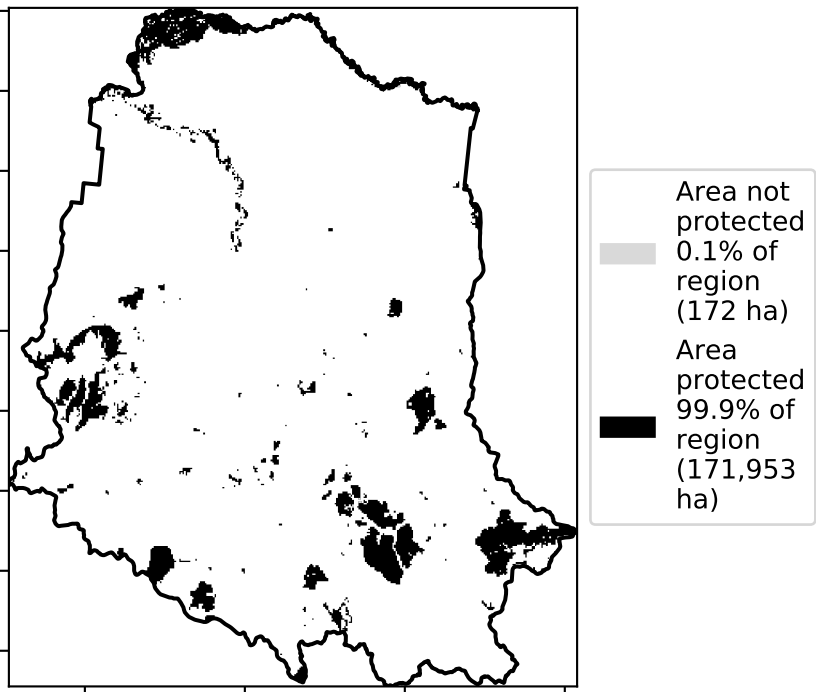 Area not
protected
0.1% of
region
(172 ha)
Area
protected
99.9% of
region
(171,953
ha)